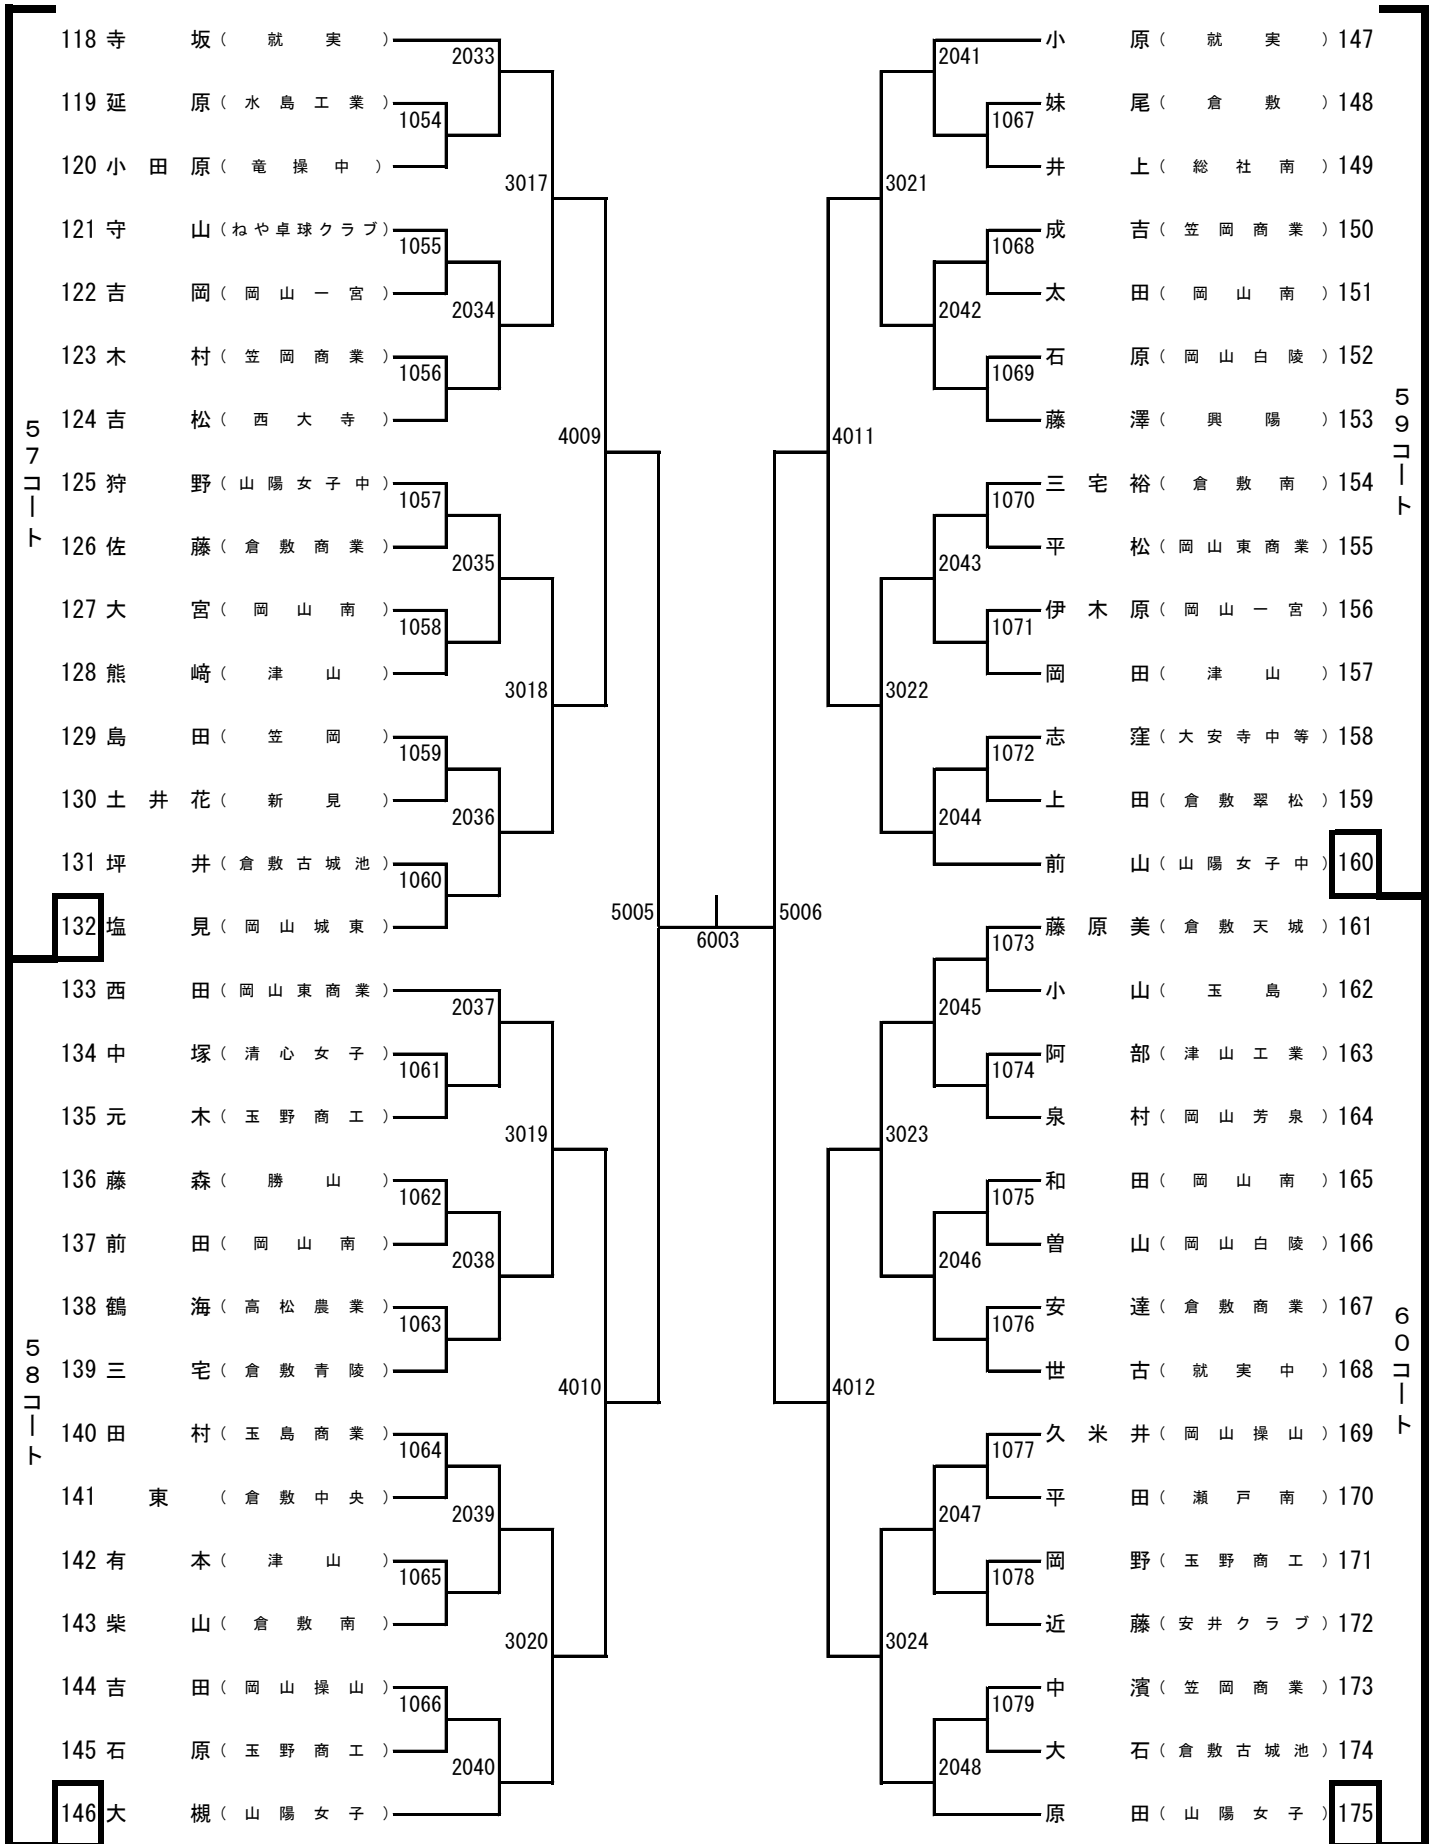 57コート
118 寺坂(就実)
119 延原(水島工業)
120 小田原(竜操中)
121 守山(ねや卓球クラブ)
122 吉岡(岡山一宮)
123 木村(笠岡商業)
124 吉松(西大寺)
125 狩野(山陽女子中)
126 佐藤(倉敷商業)
127 大宮(岡山南)
128 熊﨑(津山)
129 島田(笠岡)
130 土井花(新見)
131 坪井(倉敷古城池)
132 塩見(岡山城東)
58コート
133 西田(岡山東商業)
134 中塚(清心女子)
135 元木(玉野商工)
136 藤森(勝山)
137 前田(岡山南)
138 鶴海(高松農業)
139 三宅(倉敷青陵)
140 田村(玉島商業)
141 東(倉敷中央)
142 有本(津山)
143 柴山(倉敷南)
144 吉田(岡山操山)
145 石原(玉野商工)
146 大槻(山陽女子)
1054
1055
1056
1057
1058
1059
1060
1061
1062
1063
1064
1065
1066
2033
2034
2035
2036
2037
2038
2039
2040
3017
3018
3019
3020
4009
4010
5005
6003
5006
4011
4012
3021
3022
3023
3024
2041
2042
2043
2044
2045
2046
2047
2048
1067
1068
1069
1070
1071
1072
1073
1074
1075
1076
1077
1078
1079
59コート
小原(就実)147
妹尾(倉敷)148
井上(総社南)149
成吉(笠岡商業)150
太田(岡山南)151
石原(岡山白陵)152
藤澤(興陽)153
三宅裕(倉敷南)154
平松(岡山東商業)155
伊木原(岡山一宮)156
岡田(津山)157
志窪(大安寺中等)158
上田(倉敷翠松)159
前山(山陽女子中)160
60コート
藤原美(倉敷天城)161
小山(玉島)162
阿部(津山工業)163
泉村(岡山芳泉)164
和田(岡山南)165
曽山(岡山白陵)166
安達(倉敷商業)167
世古(就実中)168
久米井(岡山操山)169
平田(瀬戸南)170
岡野(玉野商工)171
近藤(安井クラブ)172
中濱(笠岡商業)173
大石(倉敷古城池)174
原田(山陽女子)175